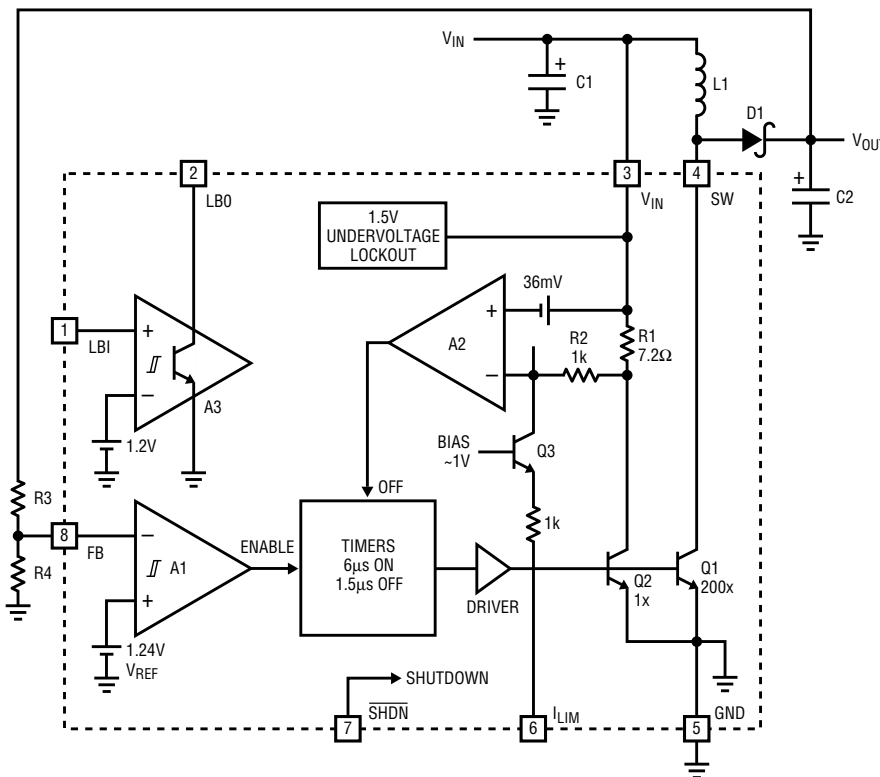 V_IN
+
C1
L1
D1
V_OUT
+
C2
2
LBO
3
V_IN
4
SW
1.5V
UNDERVOLTAGE
LOCKOUT
36mV
+
A2
−
R2
1k
R1
7.2Ω
1
LBI
+
−
A3
1.2V
BIAS
~1V
Q3
OFF
1k
R3
8
FB
R4
−
A1
+
1.24V
V_REF
ENABLE
TIMERS
6µs ON
1.5µs OFF
DRIVER
Q2
1x
Q1
200x
SHUTDOWN
7
SHDN
6
I_LIM
5
GND